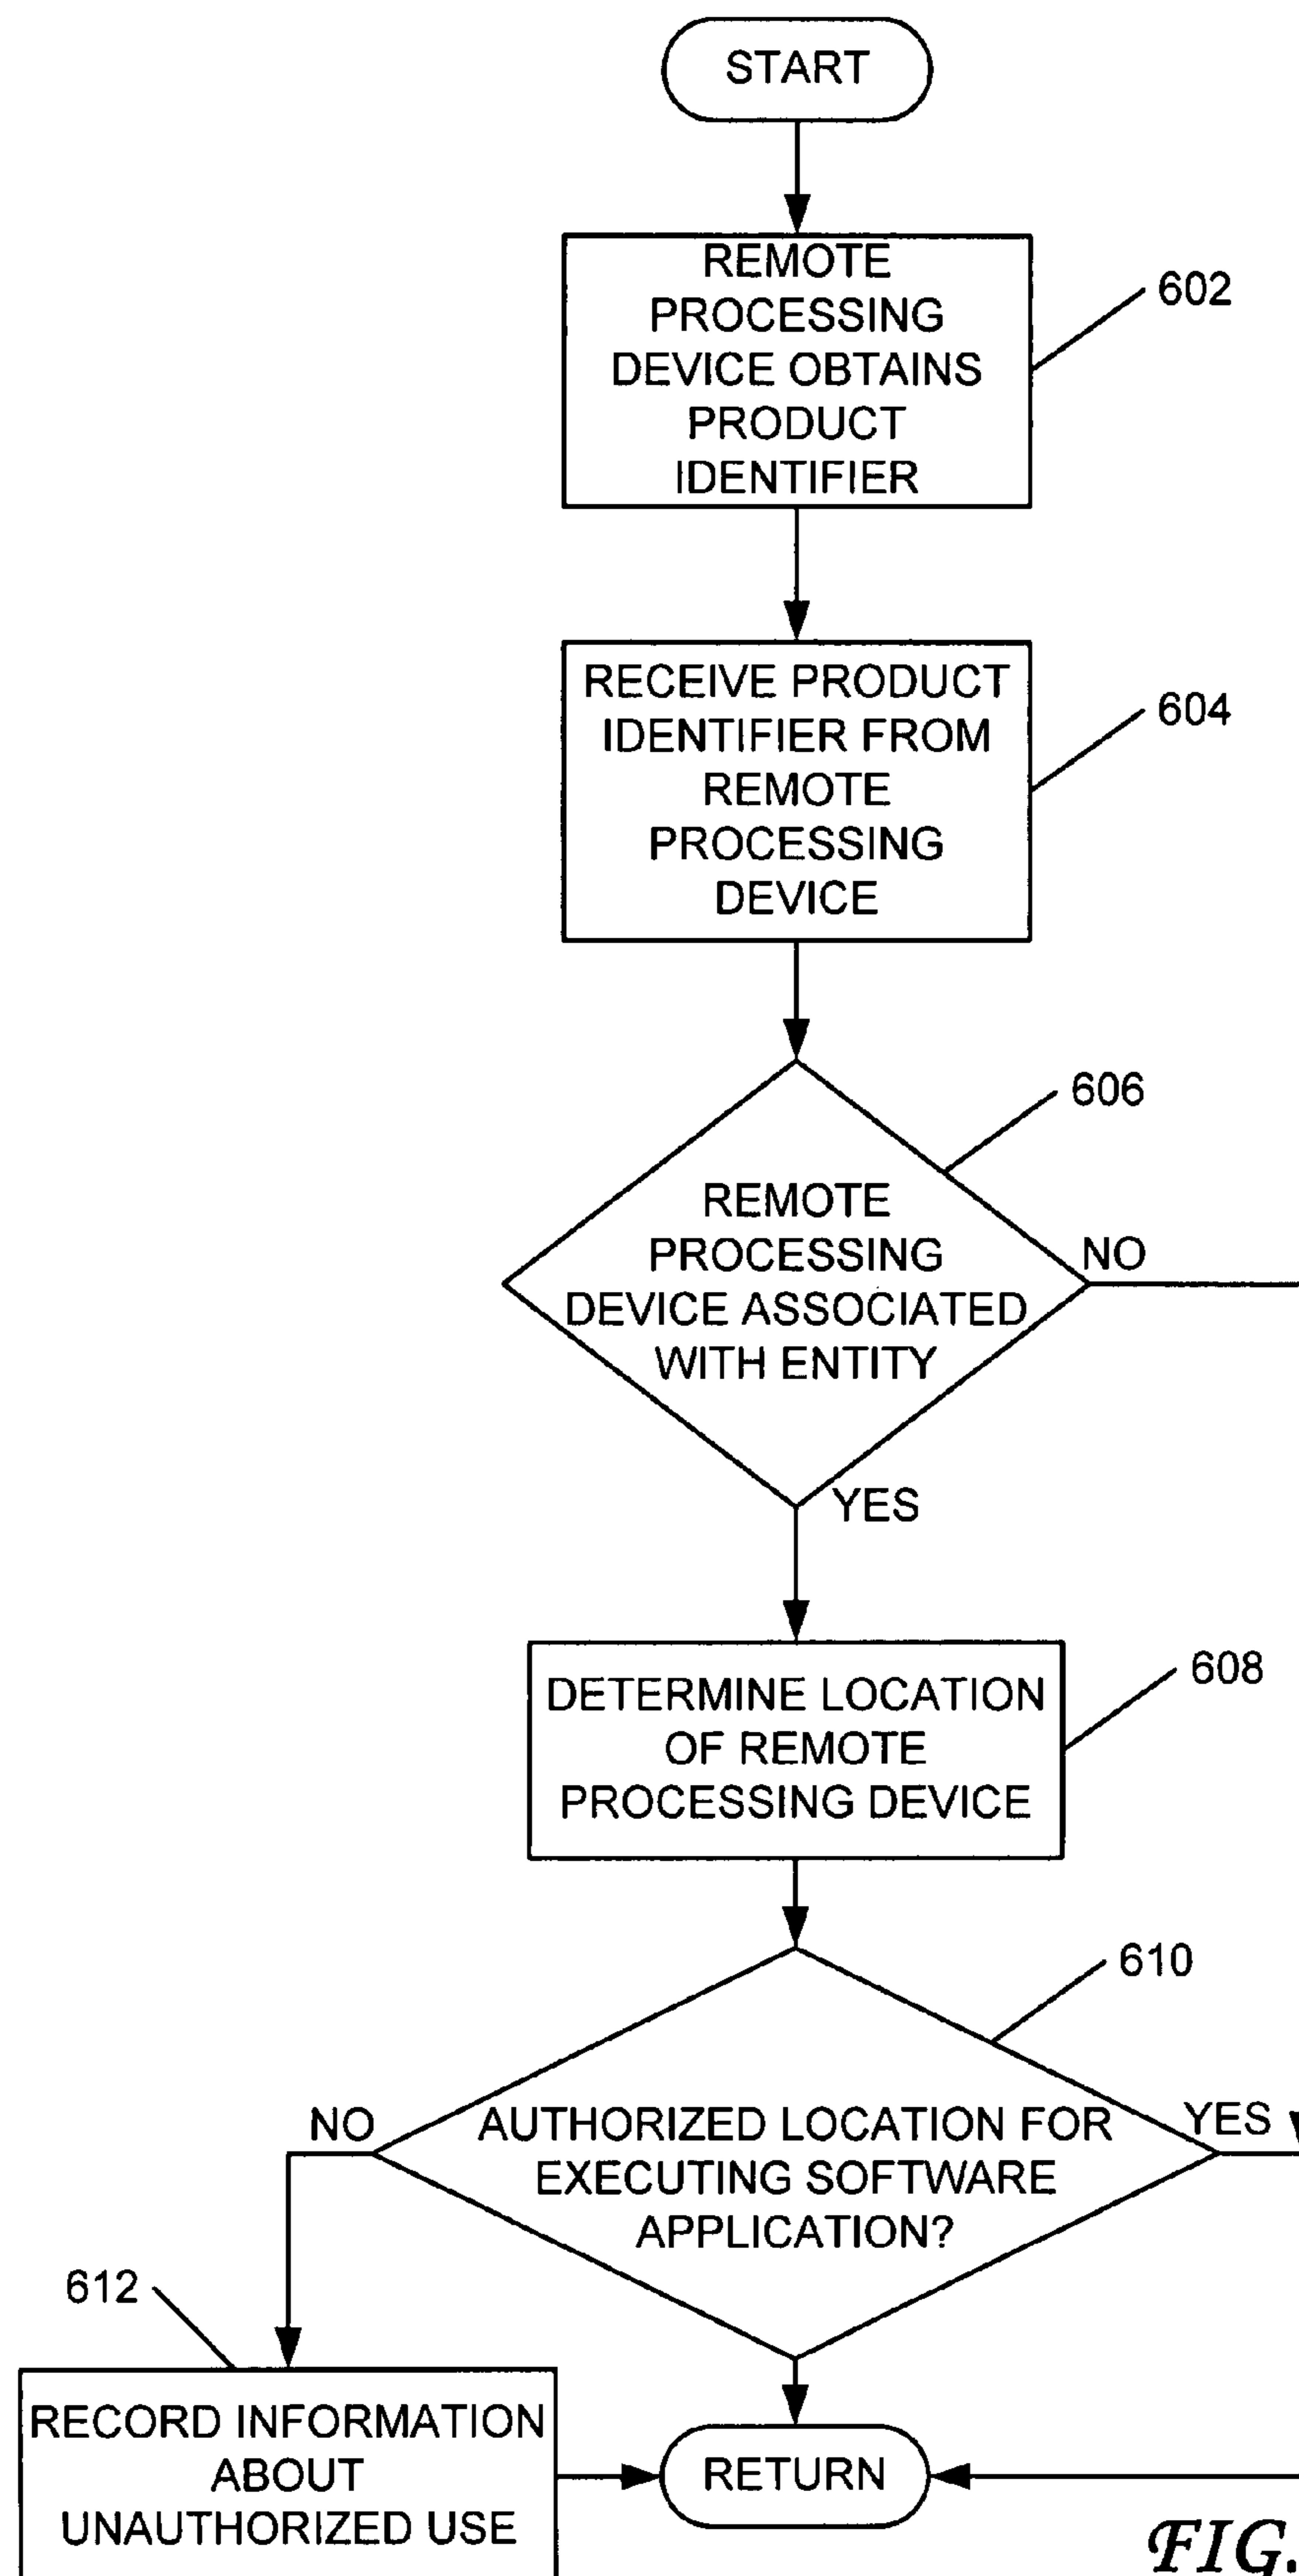 START
REMOTE
PROCESSING
DEVICE OBTAINS
PRODUCT
IDENTIFIER
602
RECEIVE PRODUCT
IDENTIFIER FROM
REMOTE
PROCESSING
DEVICE
604
606
REMOTE
PROCESSING
DEVICE ASSOCIATED
WITH ENTITY
NO
YES
DETERMINE LOCATION
OF REMOTE
PROCESSING DEVICE
608
610
NO
AUTHORIZED LOCATION FOR
EXECUTING SOFTWARE
APPLICATION?
YES
612
RECORD INFORMATION
ABOUT
UNAUTHORIZED USE
RETURN
FIG.